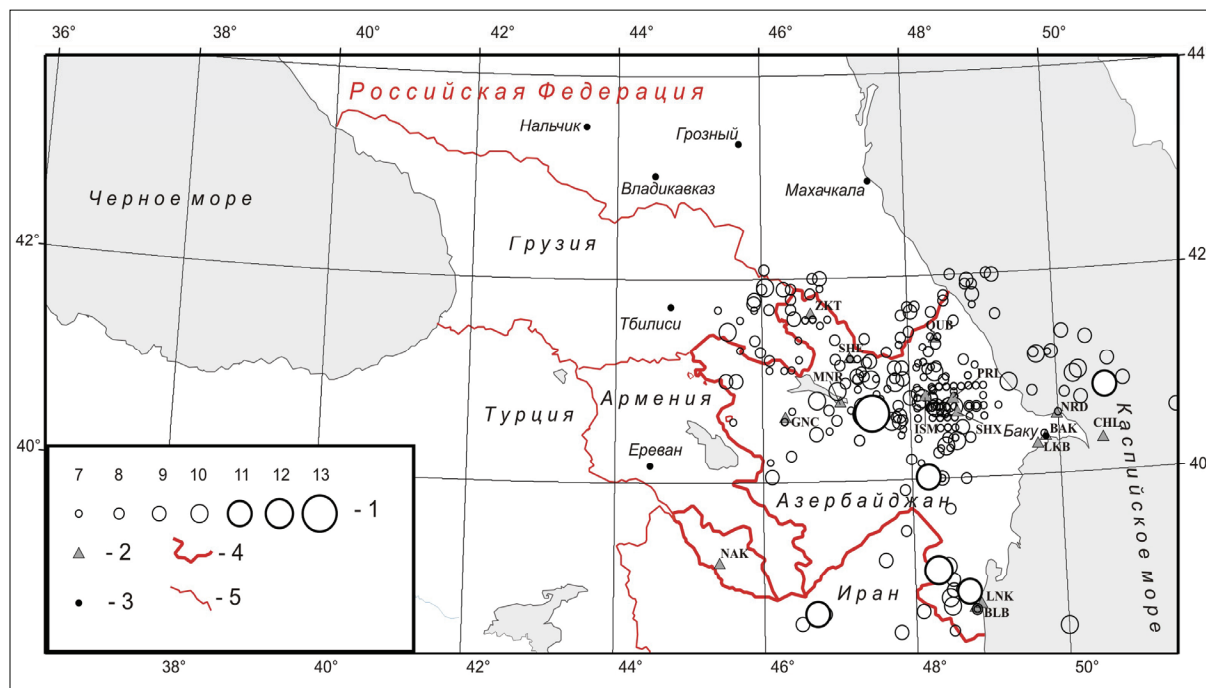 36° 38° 40° 42° 44° 46° 48° 50°
44
Российская Федерация
Нальчик
Грозный
Владикавказ
Махачкала
Черное море
42° 42°
Грузия
ZKT
Тбилиси
QUB
MNR
PRL
Армения
Турция
GNC
ISM
SHX
NRD
Баку
BAK
CHL
LKB
Ереван
40° 40
Каспийское море
Азербайджан
7 8 9 10 11 12 13
- 1
- 2 - 4
- 3 - 5
NAK
Иран
LNK
BLB
38° 40° 42° 44° 46° 48° 50°